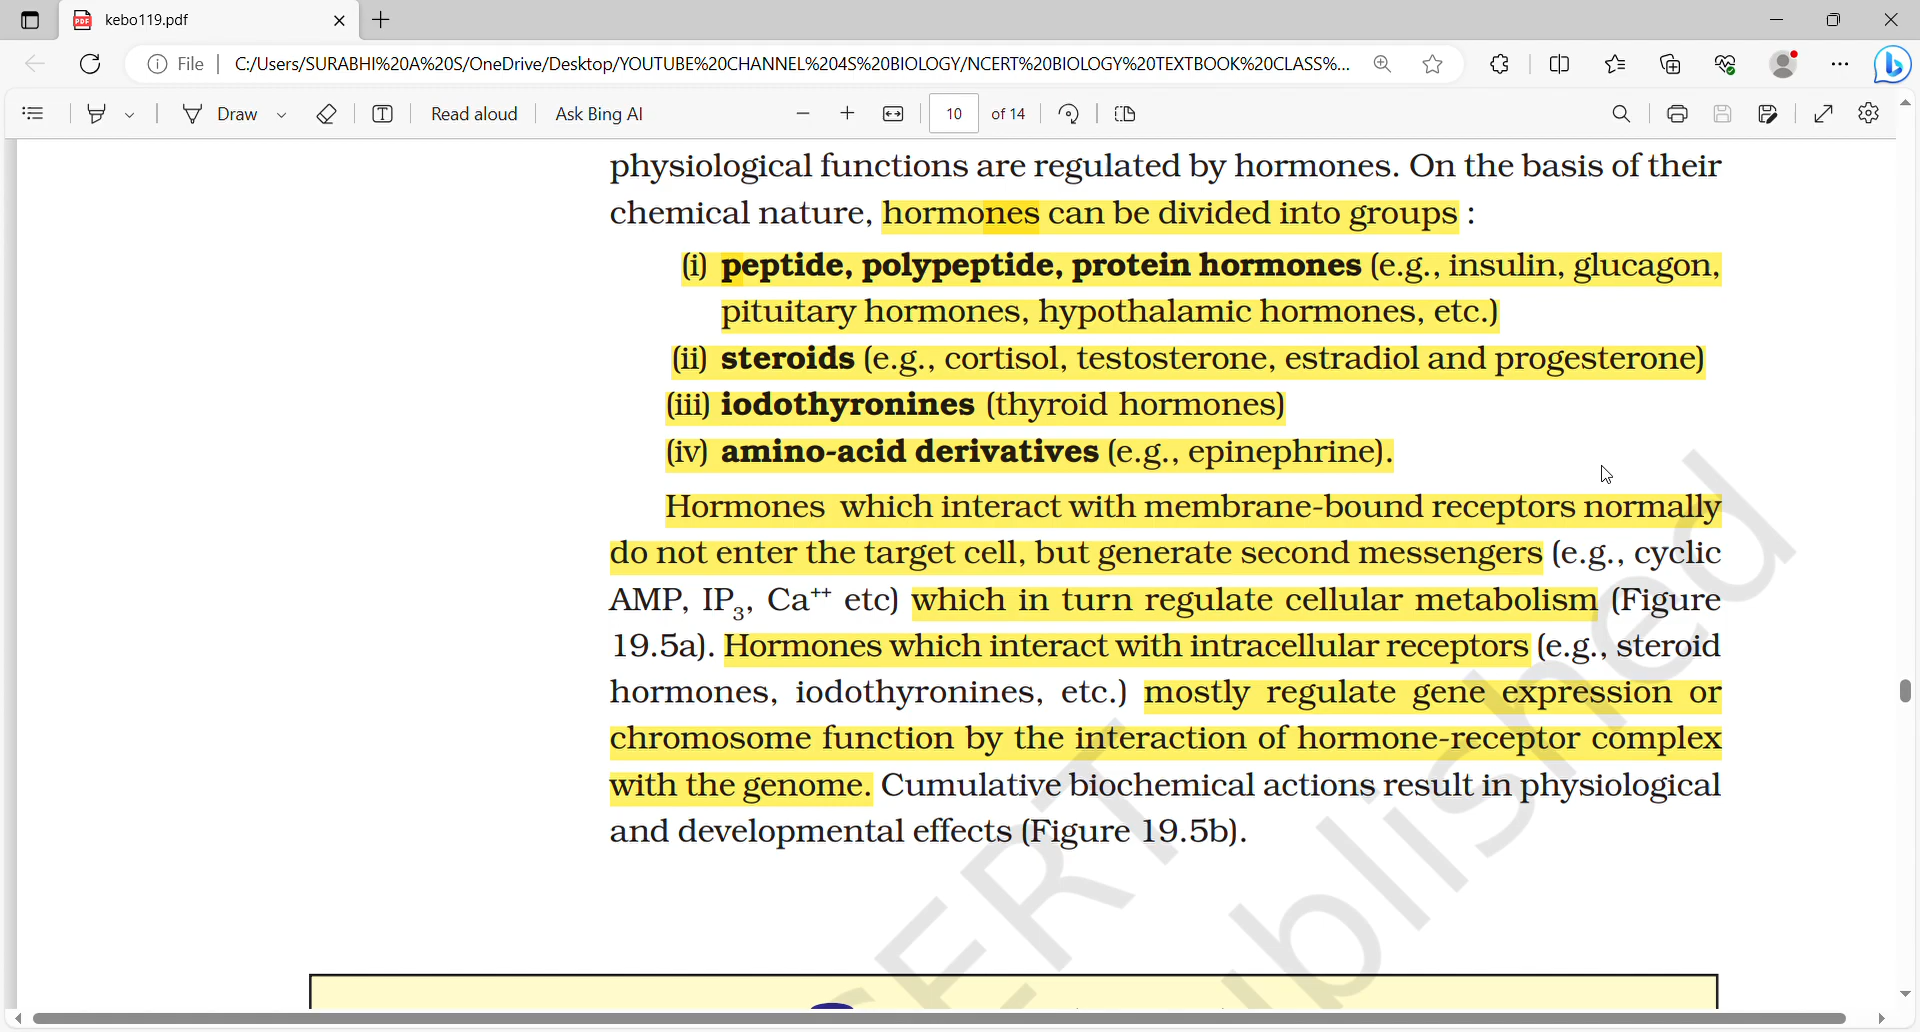 kebo119.pdf
File C:/Users/SURABHI%20A%20S/OneDrive/Desktop/YOUTUBE%20CHANNEL%204S%20BIOLOGY/NCERT%20BIOLOGY%20TEXTBOOK%20CLASS%...
Draw Read aloud Ask Bing AI 10 of 14
physiological functions are regulated by hormones. On the basis of their
chemical nature, hormones can be divided into groups :
(i) peptide, polypeptide, protein hormones (e.g., insulin, glucagon,
pituitary hormones, hypothalamic hormones, etc.)
(ii) steroids (e.g., cortisol, testosterone, estradiol and progesterone)
(iii) iodothyronines (thyroid hormones)
(iv) amino-acid derivatives (e.g., epinephrine).
Hormones which interact with membrane-bound receptors normally
do not enter the target cell, but generate second messengers (e.g., cyclic
AMP, IP₃, Ca⁺⁺ etc) which in turn regulate cellular metabolism (Figure
19.5a). Hormones which interact with intracellular receptors (e.g., steroid
hormones, iodothyronines, etc.) mostly regulate gene expression or
chromosome function by the interaction of hormone-receptor complex
with the genome. Cumulative biochemical actions result in physiological
and developmental effects (Figure 19.5b).